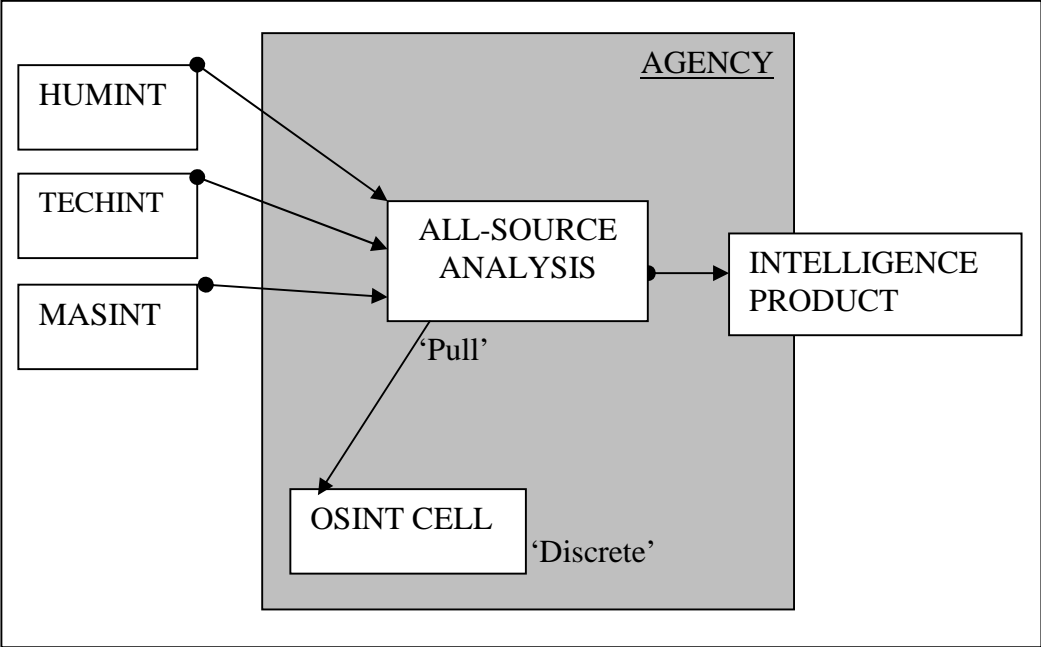 AGENCY
HUMINT
TECHINT
MASINT
ALL-SOURCE
ANALYSIS
INTELLIGENCE
PRODUCT
‘Pull’
OSINT CELL
‘Discrete’